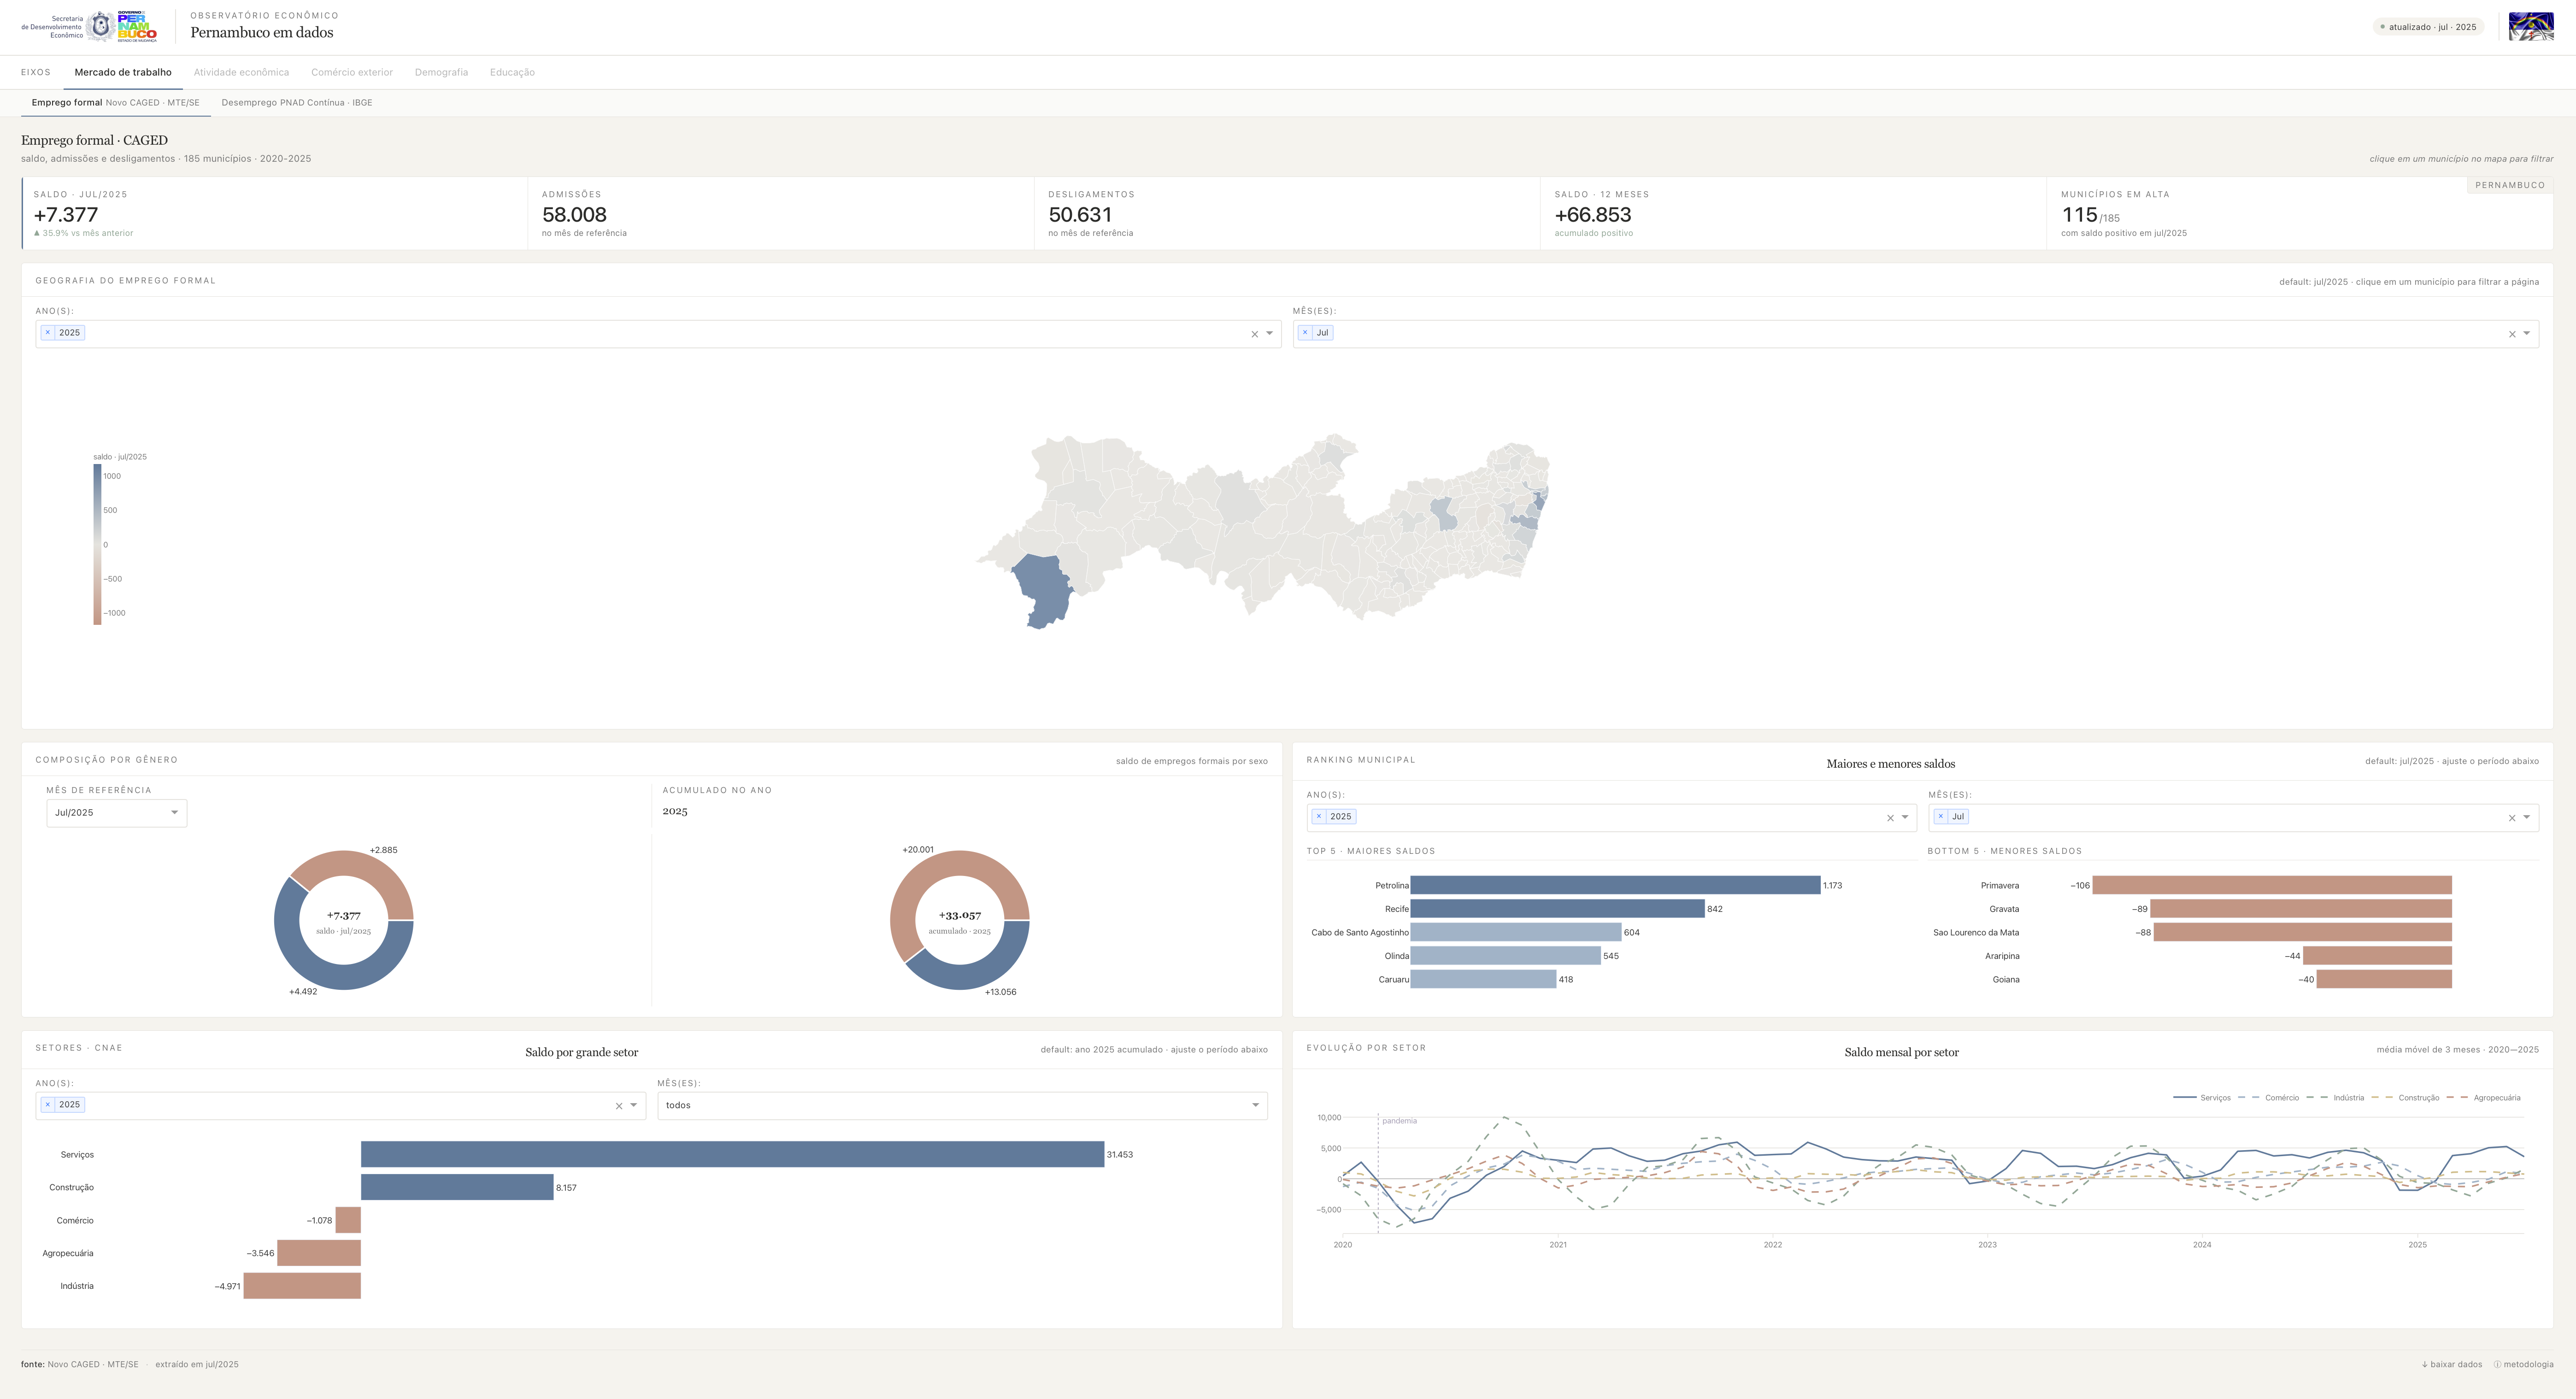 Secretaria
de Desenvolvimento
Econômico
GOVERNO DE
PER
NAM
BUCO
ESTADO DE MUDANÇA
OBSERVATÓRIO ECONÔMICO
Pernambuco em dados
atualizado · jul · 2025
EIXOS
Mercado de trabalho
Atividade econômica
Comércio exterior
Demografia
Educação
Emprego formal Novo CAGED · MTE/SE
Desemprego PNAD Contínua · IBGE
Emprego formal · CAGED
saldo, admissões e desligamentos · 185 municípios · 2020-2025
clique em um município no mapa para filtrar
PERNAMBUCO
SALDO · JUL/2025
+7.377
▲ 35.9% vs mês anterior
ADMISSÕES
58.008
no mês de referência
DESLIGAMENTOS
50.631
no mês de referência
SALDO · 12 MESES
+66.853
acumulado positivo
MUNICÍPIOS EM ALTA
115/185
com saldo positivo em jul/2025
GEOGRAFIA DO EMPREGO FORMAL
default: jul/2025 · clique em um município para filtrar a página
ANO(S):
× 2025
MÊS(ES):
× Jul
saldo · jul/2025
1000
500
0
−500
−1000
COMPOSIÇÃO POR GÊNERO
saldo de empregos formais por sexo
MÊS DE REFERÊNCIA
Jul/2025
ACUMULADO NO ANO
2025
+2.885
+7.377
saldo · jul/2025
+4.492
+20.001
+33.057
acumulado · 2025
+13.056
RANKING MUNICIPAL
Maiores e menores saldos
default: jul/2025 · ajuste o período abaixo
ANO(S):
× 2025
MÊS(ES):
× Jul
TOP 5 · MAIORES SALDOS
Petrolina 1.173
Recife 842
Cabo de Santo Agostinho 604
Olinda 545
Caruaru 418
BOTTOM 5 · MENORES SALDOS
Primavera −106
Gravata −89
Sao Lourenco da Mata −88
Araripina −44
Goiana −40
SETORES · CNAE
Saldo por grande setor
default: ano 2025 acumulado · ajuste o período abaixo
ANO(S):
× 2025
MÊS(ES):
todos
Serviços 31.453
Construção 8.157
Comércio −1.078
Agropecuária −3.546
Indústria −4.971
EVOLUÇÃO POR SETOR
Saldo mensal por setor
média móvel de 3 meses · 2020—2025
Serviços
Comércio
Indústria
Construção
Agropecuária
pandemia
10,000
5,000
0
−5,000
2020
2021
2022
2023
2024
2025
fonte: Novo CAGED · MTE/SE · extraído em jul/2025
↓ baixar dados
ⓘ metodologia